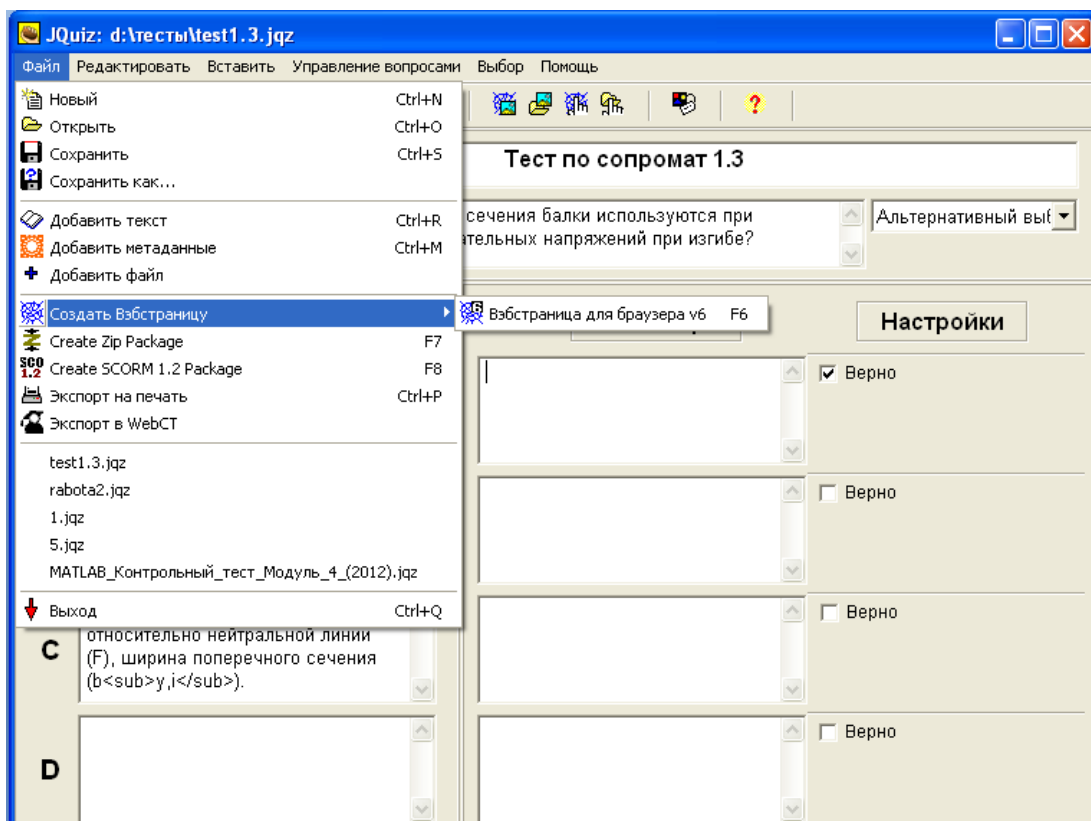 JQuiz: d:\тесты\test1.3.jqz
Файл Редактировать Вставить Управление вопросами Выбор Помощь
Новый Ctrl+N
Открыть Ctrl+O
Сохранить Ctrl+S
Сохранить как...
Добавить текст Ctrl+R
Добавить метаданные Ctrl+M
Добавить файл
Создать Вэбстраницу
Вэбстраница для браузера v6 F6
Create Zip Package F7
Create SCORM 1.2 Package F8
Экспорт на печать Ctrl+P
Экспорт в WebCT
test1.3.jqz
rabota2.jqz
1.jqz
5.jqz
MATLAB_Контрольный_тест_Модуль_4_(2012).jqz
Выход Ctrl+Q
Тест по сопромат 1.3
сечения балки используются при
напряжений при изгибе?
Альтернативный
Настройки
Верно
Верно
Верно
C
относительно нейтральной линии
(F), ширина поперечного сечения
(b<sub>y,i</sub>).
D
Верно